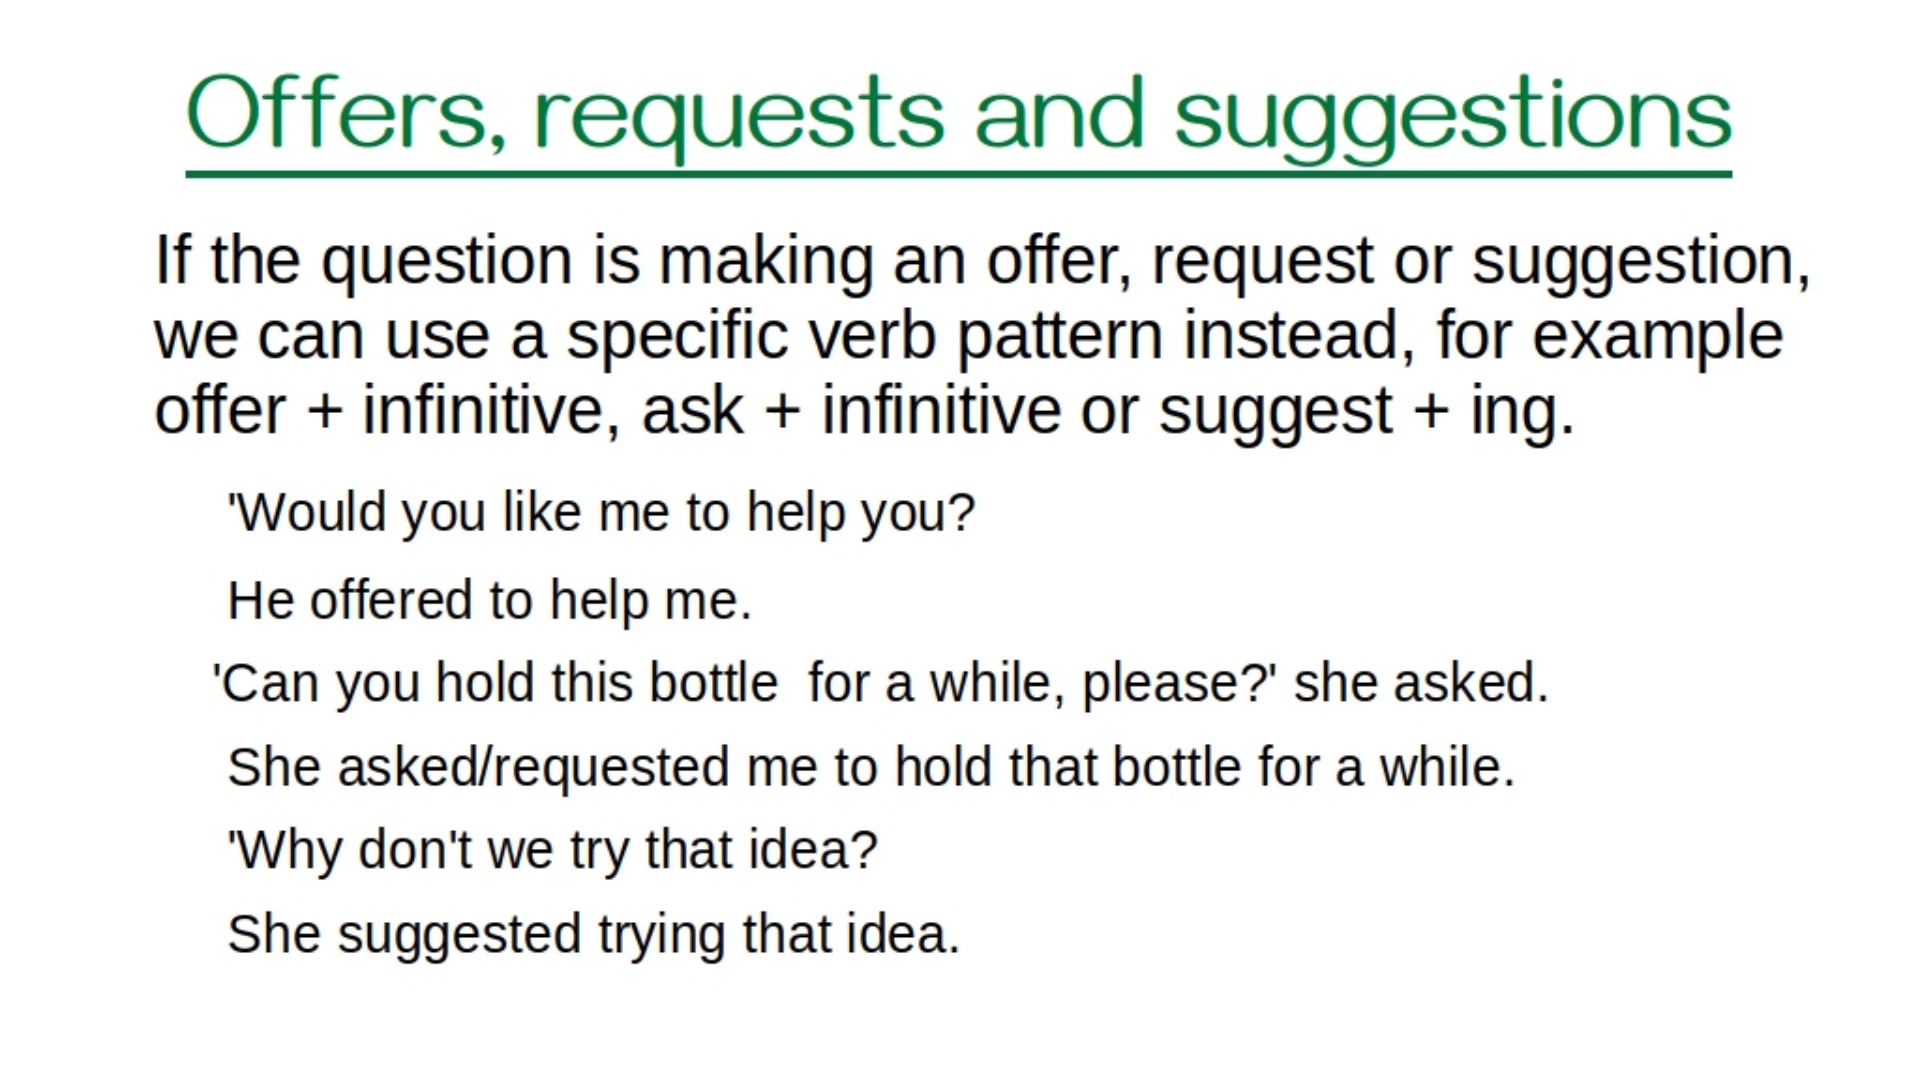 Offers, requests and suggestions
If the question is making an offer, request or suggestion,
we can use a specific verb pattern instead, for example
offer + infinitive, ask + infinitive or suggest + ing.
'Would you like me to help you?
He offered to help me.
'Can you hold this bottle  for a while, please?' she asked.
She asked/requested me to hold that bottle for a while.
'Why don't we try that idea?
She suggested trying that idea.